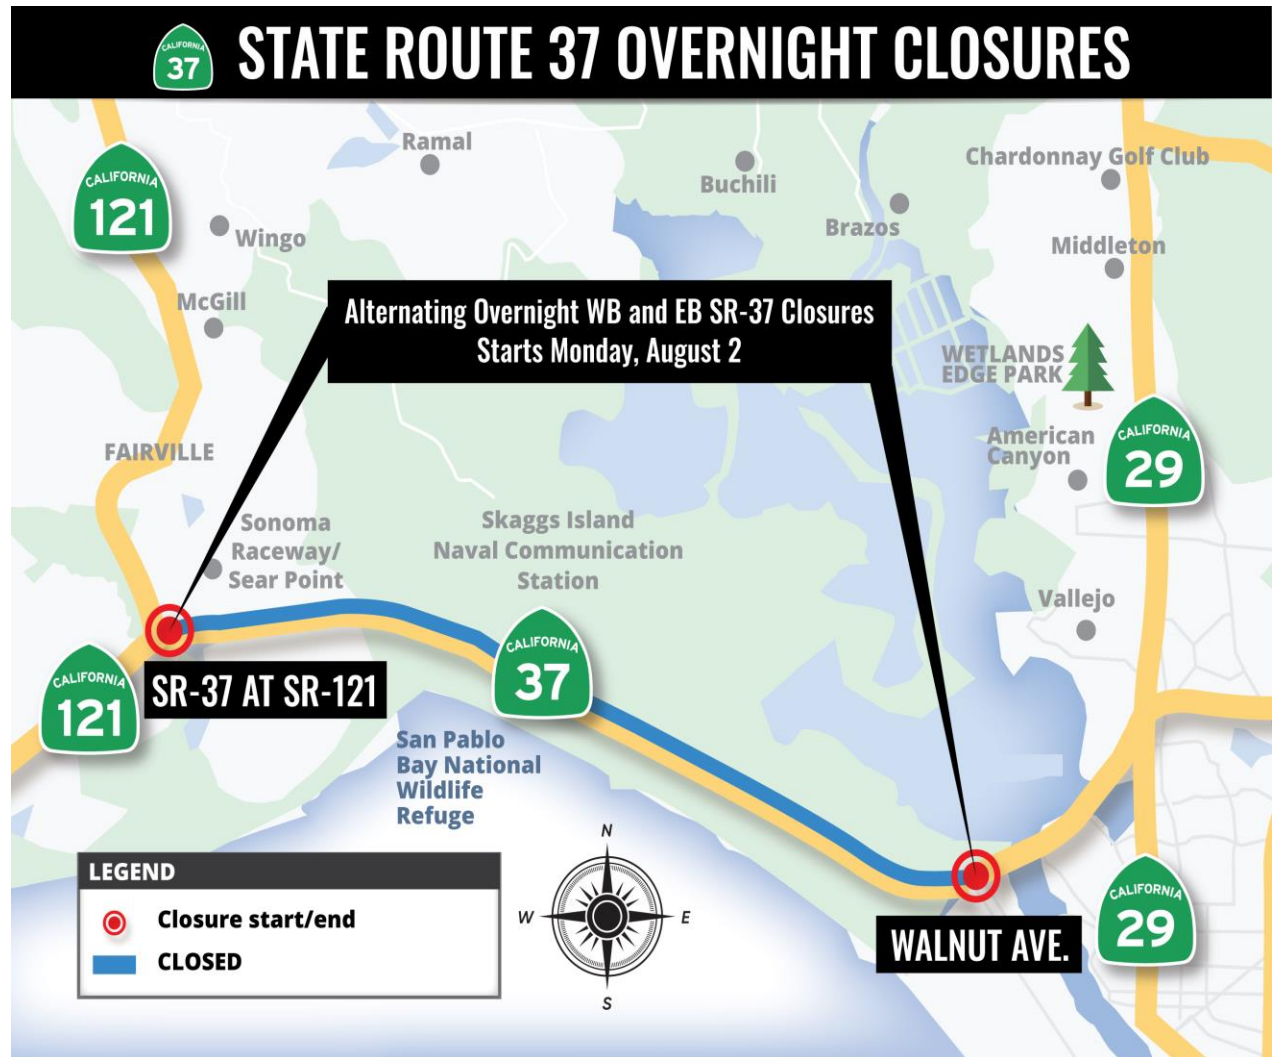 CALIFORNIA
37
STATE ROUTE 37 OVERNIGHT CLOSURES
CALIFORNIA
121
Ramal
Buchili
Chardonnay Golf Club
Wingo
Brazos
Middleton
McGill
Alternating Overnight WB and EB SR-37 Closures
Starts Monday, August 2
WETLANDS
EDGE PARK
FAIRVILLE
American
Canyon
CALIFORNIA
29
Sonoma
Raceway/
Sear Point
Skaggs Island
Naval Communication
Station
Vallejo
CALIFORNIA
37
CALIFORNIA
121
SR-37 AT SR-121
San Pablo
Bay National
Wildlife
Refuge
N
W
E
S
LEGEND
Closure start/end
CLOSED
WALNUT AVE.
CALIFORNIA
29